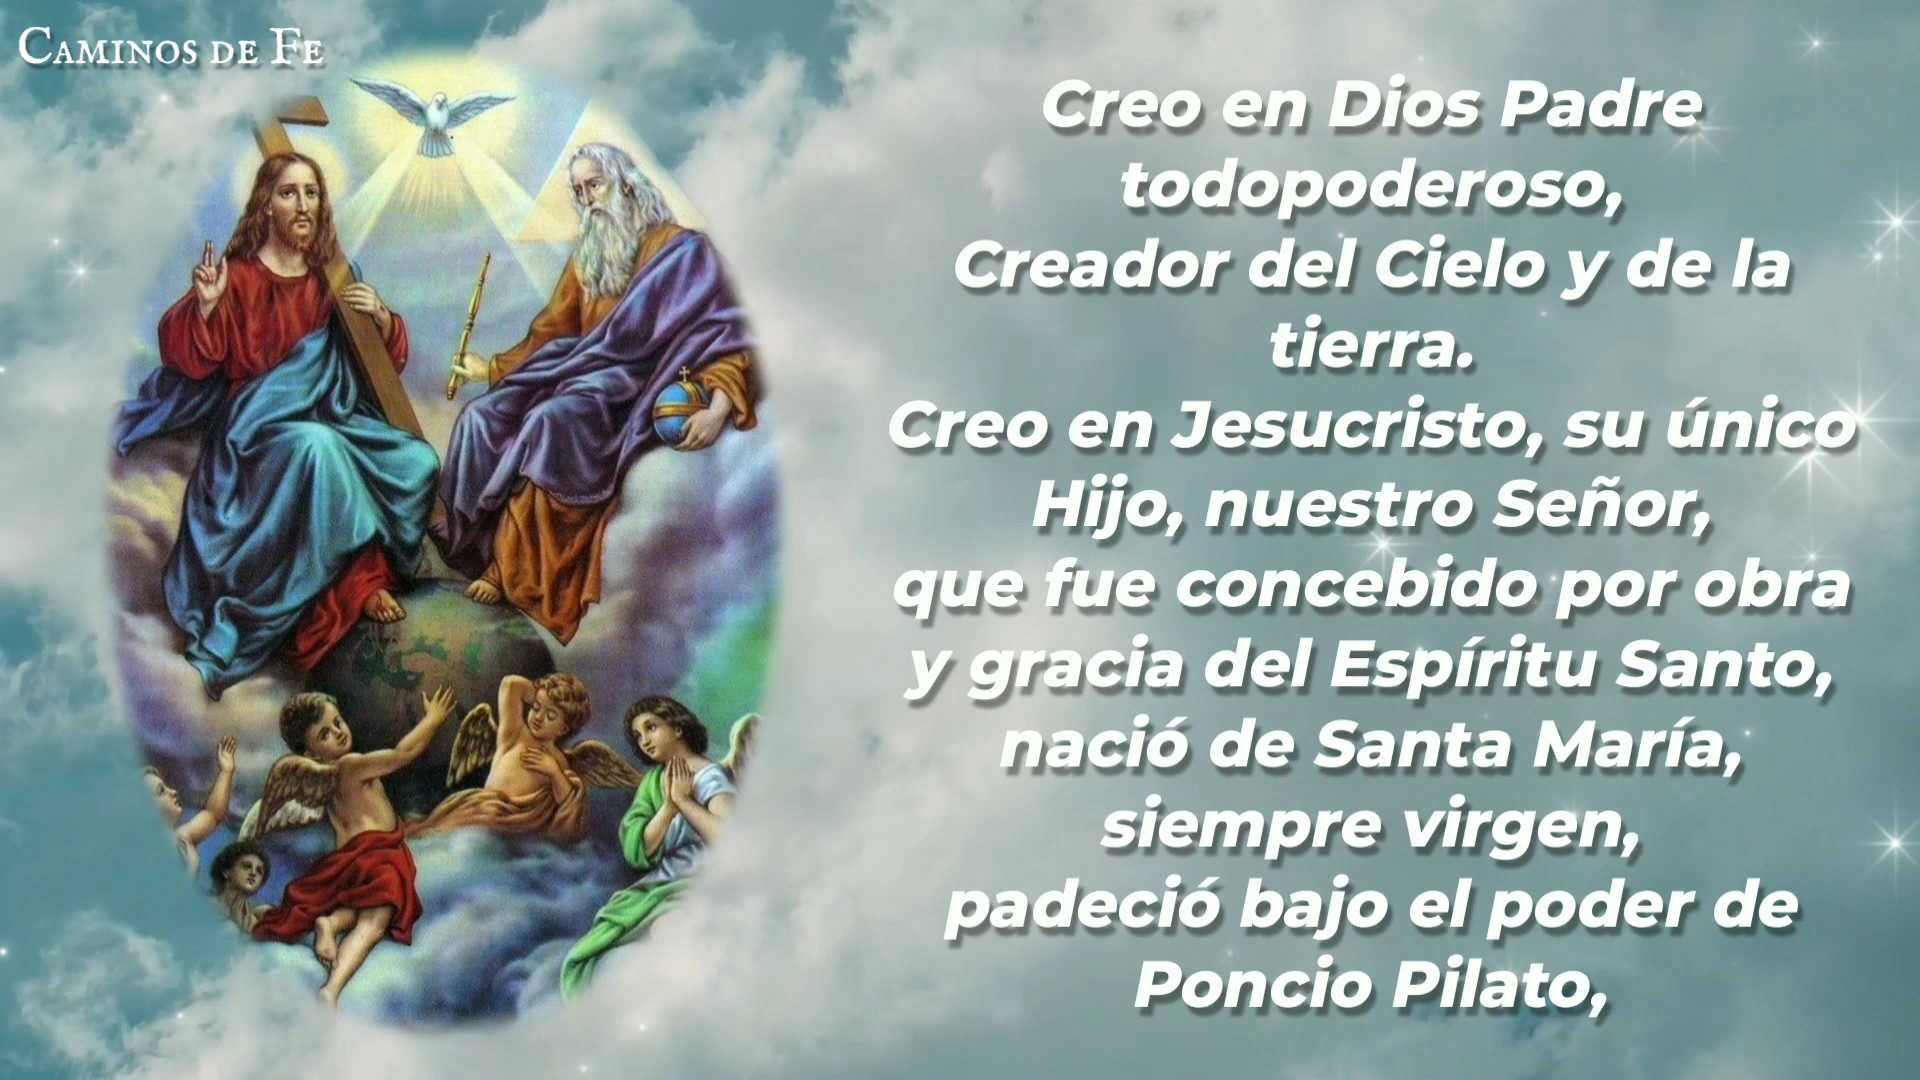 Caminos de Fe
Creo en Dios Padre
todopoderoso,
Creador del Cielo y de la
tierra.
Creo en Jesucristo, su único
Hijo, nuestro Señor,
que fue concebido por obra
y gracia del Espíritu Santo,
nació de Santa María,
siempre virgen,
padeció bajo el poder de
Poncio Pilato,